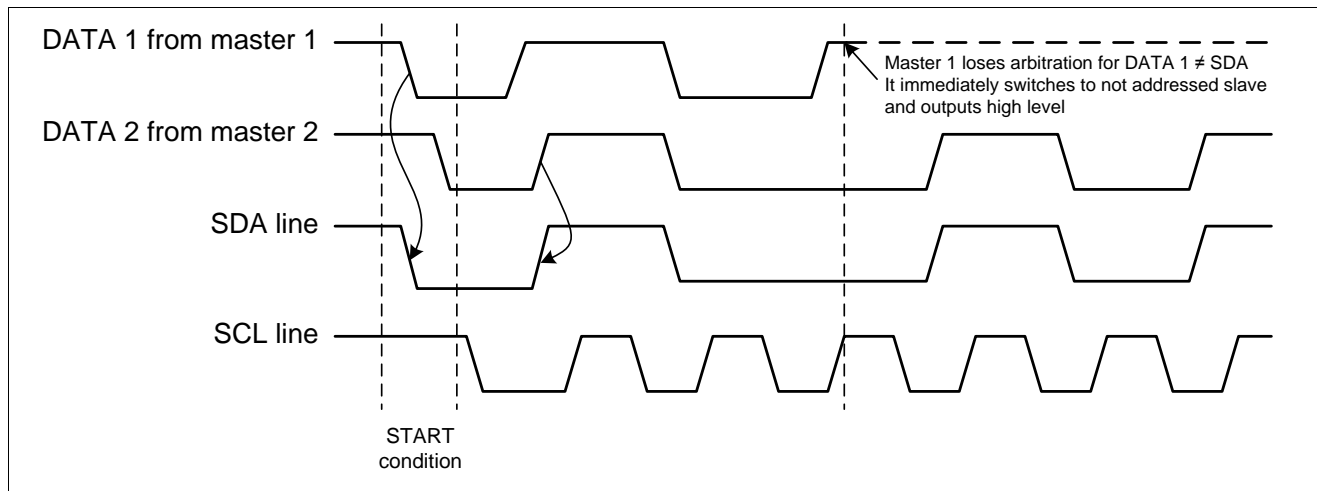 DATA 1 from master 1
Master 1 loses arbitration for DATA 1 ≠ SDA
It immediately switches to not addressed slave
and outputs high level
DATA 2 from master 2
SDA line
SCL line
START
condition